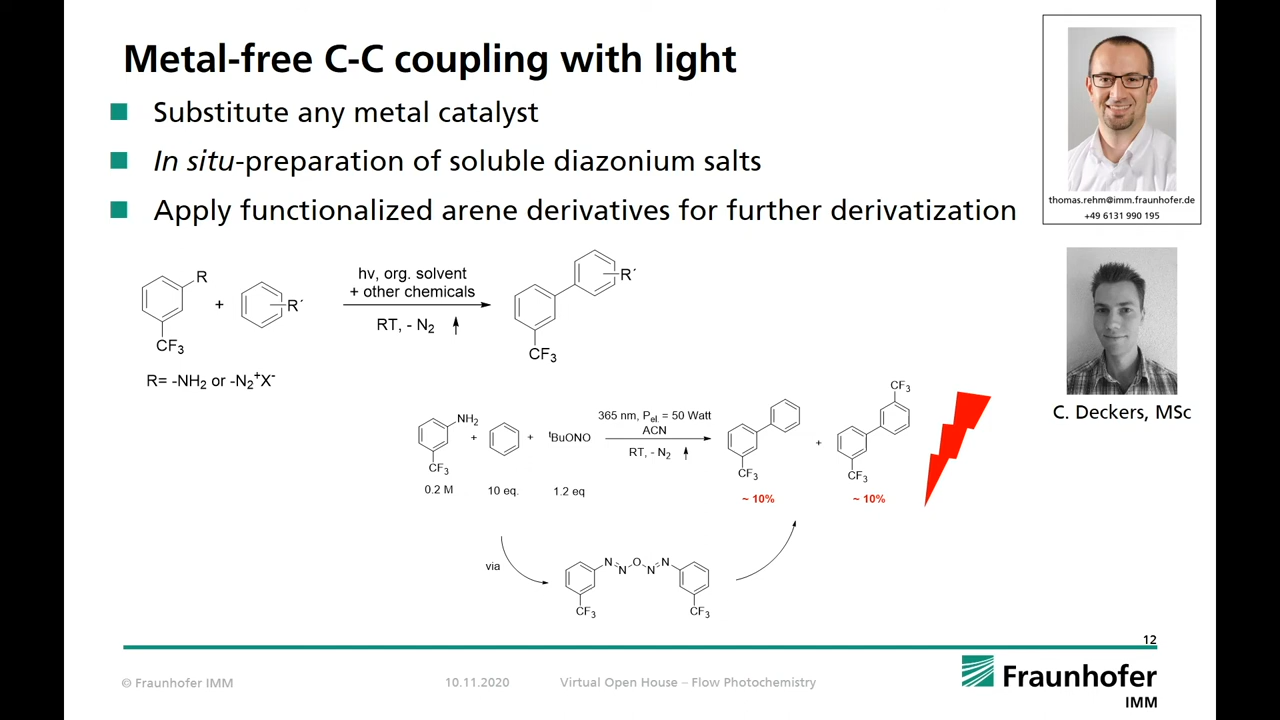 Metal-free C-C coupling with light
Substitute any metal catalyst
In situ-preparation of soluble diazonium salts
Apply functionalized arene derivatives for further derivatization
thomas.rehm@imm.fraunhofer.de
+49 6131 990 195
C. Deckers, MSc
R
+
R´
CF₃
hv, org. solvent
+ other chemicals
RT, - N₂
R´
CF₃
R= -NH₂ or -N₂⁺X⁻
NH₂
CF₃
+
+
ᵗBuONO
0.2 M
10 eq.
1.2 eq
365 nm, Pₑₗ. = 50 Watt
ACN
RT, - N₂
CF₃
+
CF₃
CF₃
~ 10%
~ 10%
via
N N O N N
CF₃
CF₃
12
© Fraunhofer IMM
10.11.2020
Virtual Open House – Flow Photochemistry
Fraunhofer
IMM